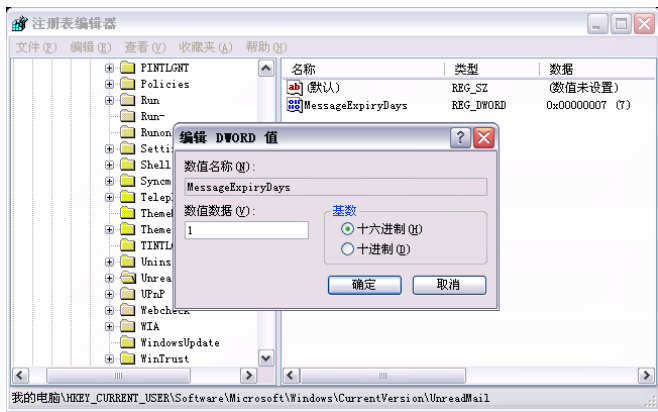 注册表编辑器
文件(F) 编辑(E) 查看(V) 收藏夹(A) 帮助(H)
PINTLGNT
Policies
Run
Run-
Runon
Setti
Shell
Syncm
Telep
Theme
Theme
TINTL
Unins
Unrea
UPnP
Webcheck
WIA
WindowsUpdate
WinTrust
名称 类型 数据
ab (默认) REG_SZ (数值未设置)
MessageExpiryDays REG_DWORD 0x00000007 (7)
编辑 DWORD 值
数值名称(N):
MessageExpiryDays
数值数据(V):
1
基数
十六进制(H)
十进制(D)
确定 取消
我的电脑\HKEY_CURRENT_USER\Software\Microsoft\Windows\CurrentVersion\UnreadMail